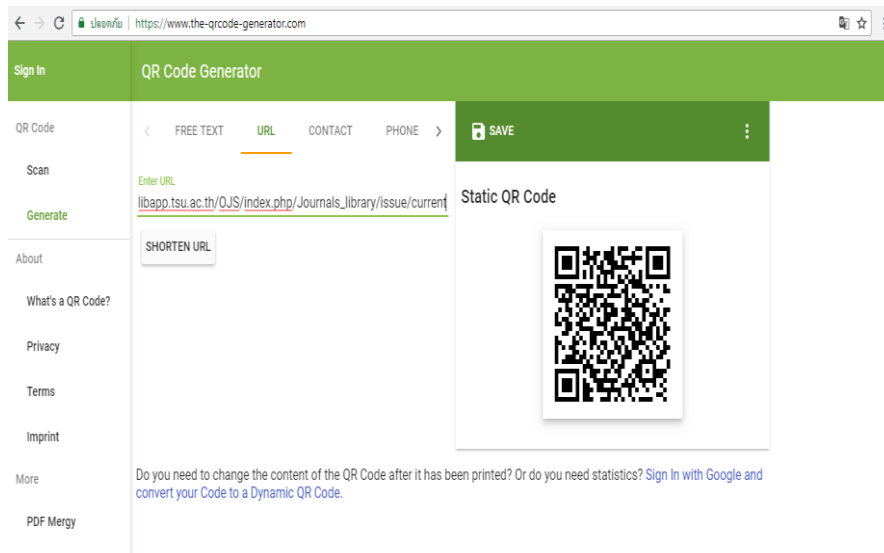 ปลอดภัย | https://www.the-qrcode-generator.com
Sign In
QR Code Generator
QR Code
Scan
Generate
About
What's a QR Code?
Privacy
Terms
Imprint
More
PDF Mergy
FREE TEXT
URL
CONTACT
PHONE
Enter URL
libapp.tsu.ac.th/OJS/index.php/Journals_library/issue/current
SHORTEN URL
SAVE
Static QR Code
Do you need to change the content of the QR Code after it has been printed? Or do you need statistics? Sign In with Google and
convert your Code to a Dynamic QR Code.